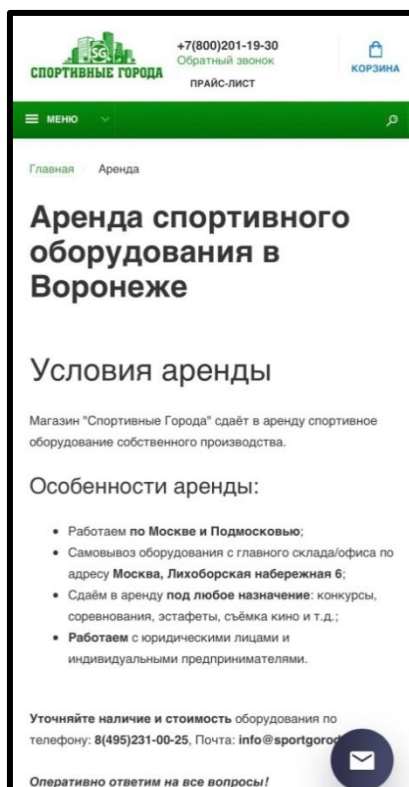 SG
СПОРТИВНЫЕ ГОРОДА
+7(800)201-19-30
Обратный звонок
ПРАЙС-ЛИСТ
КОРЗИНА
МЕНЮ
Главная Аренда
Аренда спортивного
оборудования в
Воронеже
Условия аренды
Магазин "Спортивные Города" сдаёт в аренду спортивное
оборудование собственного производства.
Особенности аренды:
• Работаем по Москве и Подмосковью;
• Самовывоз оборудования с главного склада/офиса по
адресу Москва, Лихоборская набережная 6;
• Сдаём в аренду под любое назначение: конкурсы,
соревнования, эстафеты, съёмка кино и т.д.;
• Работаем с юридическими лицами и
индивидуальными предпринимателями.
Уточняйте наличие и стоимость оборудования по
телефону: 8(495)231-00-25, Почта:
Оперативно ответим на все вопросы!